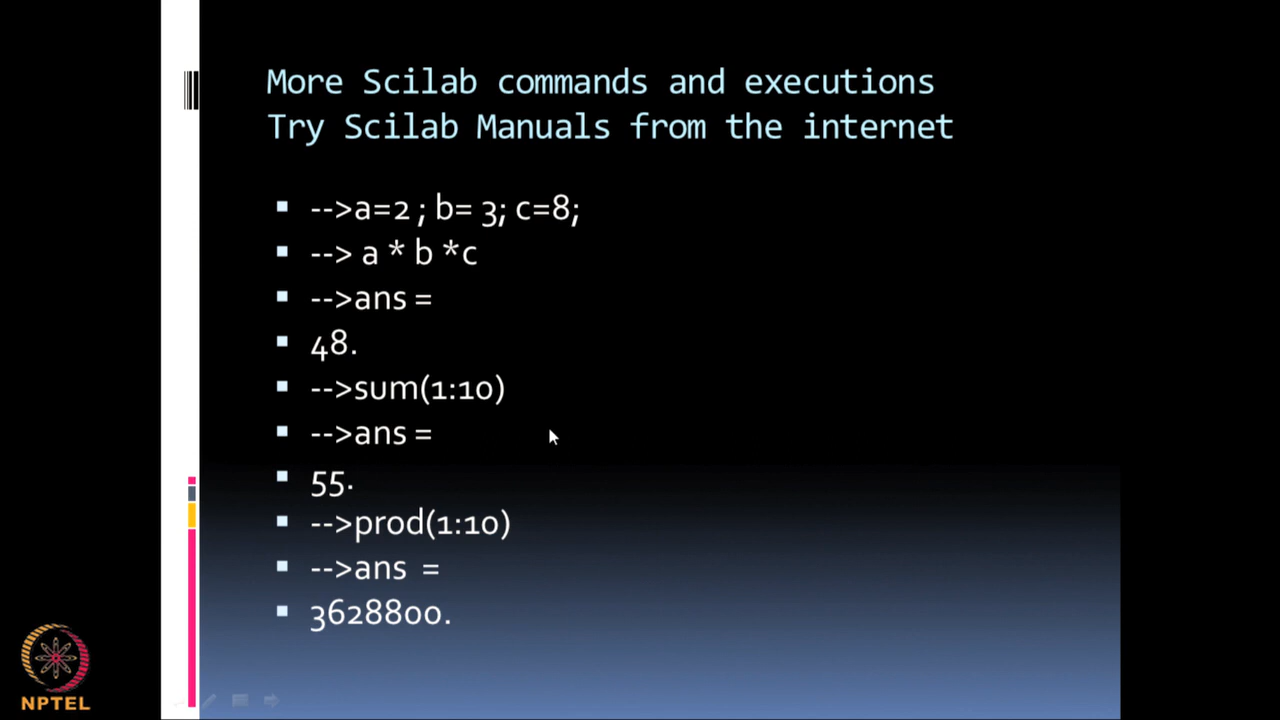 More Scilab commands and executions
Try Scilab Manuals from the internet
-->a=2 ; b= 3; c=8;
--> a * b *c
-->ans =
48.
-->sum(1:10)
-->ans =
55.
-->prod(1:10)
-->ans  =
3628800.
NPTEL